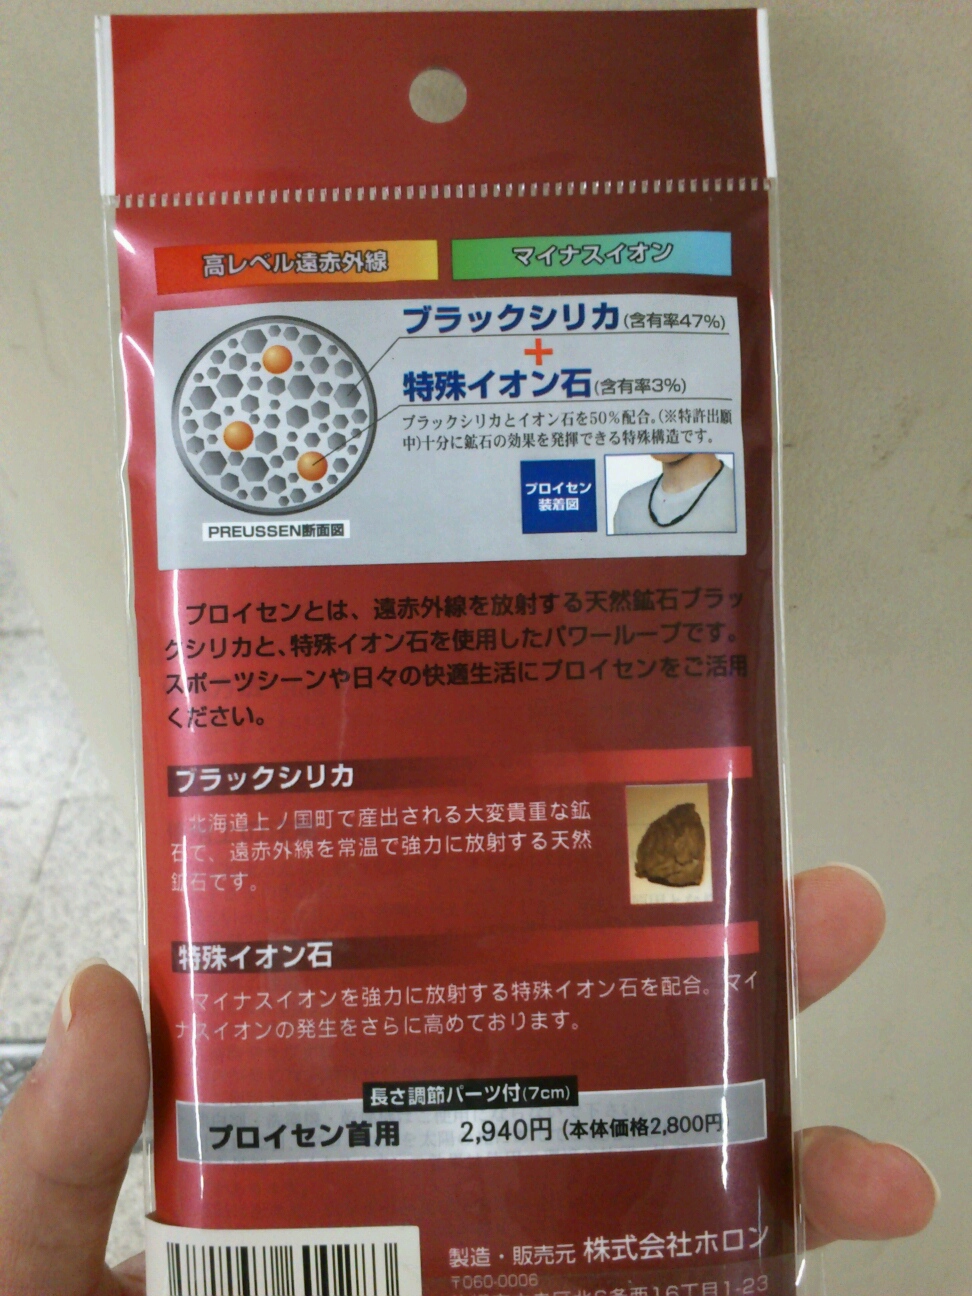 高レベル遠赤外線
マイナスイオン
ブラックシリカ(含有率47%)
+
特殊イオン石(含有率3%)
ブラックシリカとイオン石を50%配合。(※特許出願
中)十分に鉱石の効果を発揮できる特殊構造です。
プロイセン
装着図
PREUSSEN断面図
プロイセンとは、遠赤外線を放射する天然鉱石ブラッ
クシリカと、特殊イオン石を使用したパワーループです。
スポーツシーンや日々の快適生活にプロイセンをご活用
ください。
ブラックシリカ
北海道上ノ国町で産出される大変貴重な鉱
石で、遠赤外線を常温で強力に放射する天然
鉱石です。
特殊イオン石
マイナスイオンを強力に放射する特殊イオン石を配合。マイ
ナスイオンの発生をさらに高めております。
長さ調節パーツ付(7cm)
プロイセン首用 2,940円 (本体価格2,800円)
製造・販売元 株式会社ホロン
〒060-0006
北6条西16丁目1-23